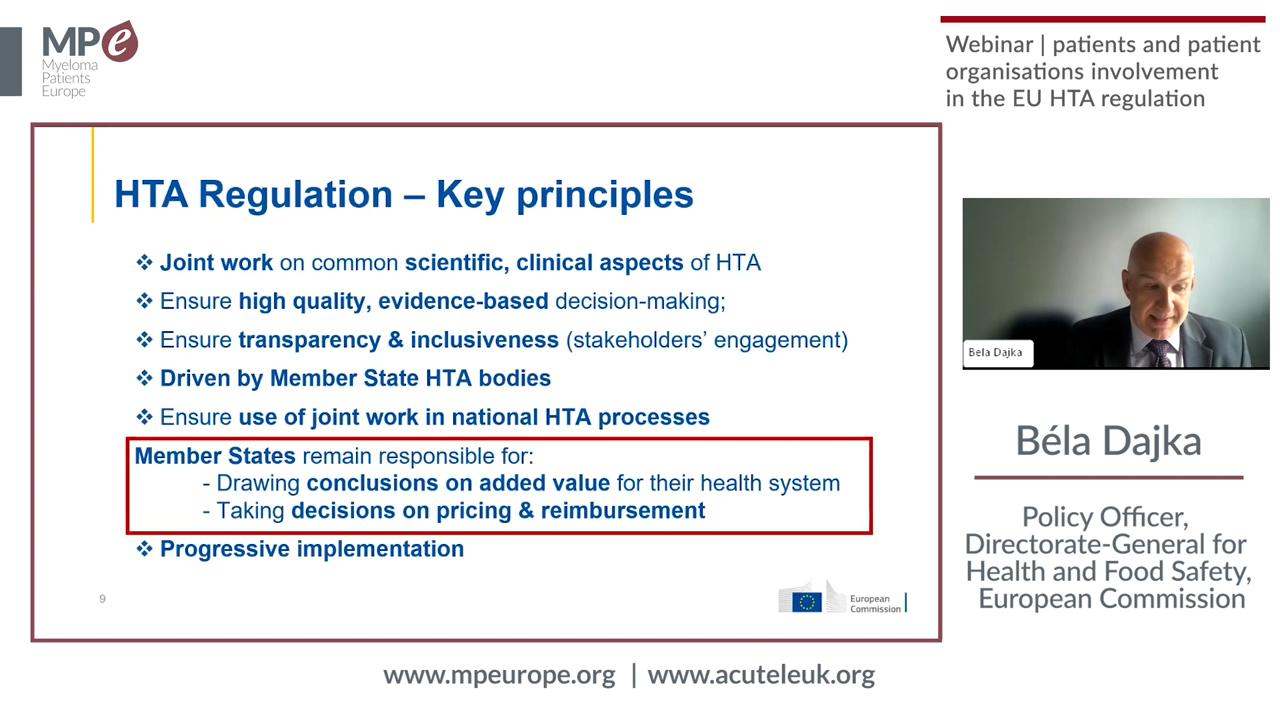 MPe
Myeloma
Patients
Europe
Webinar | patients and patient
organisations involvement
in the EU HTA regulation
HTA Regulation – Key principles
❖ Joint work on common scientific, clinical aspects of HTA
❖ Ensure high quality, evidence-based decision-making;
❖ Ensure transparency & inclusiveness (stakeholders’ engagement)
❖ Driven by Member State HTA bodies
❖ Ensure use of joint work in national HTA processes
Member States remain responsible for:
- Drawing conclusions on added value for their health system
- Taking decisions on pricing & reimbursement
❖ Progressive implementation
9
European
Commission
Bela Dajka
Béla Dajka
Policy Officer,
Directorate-General for
Health and Food Safety,
European Commission
www.mpeurope.org | www.acuteleuk.org